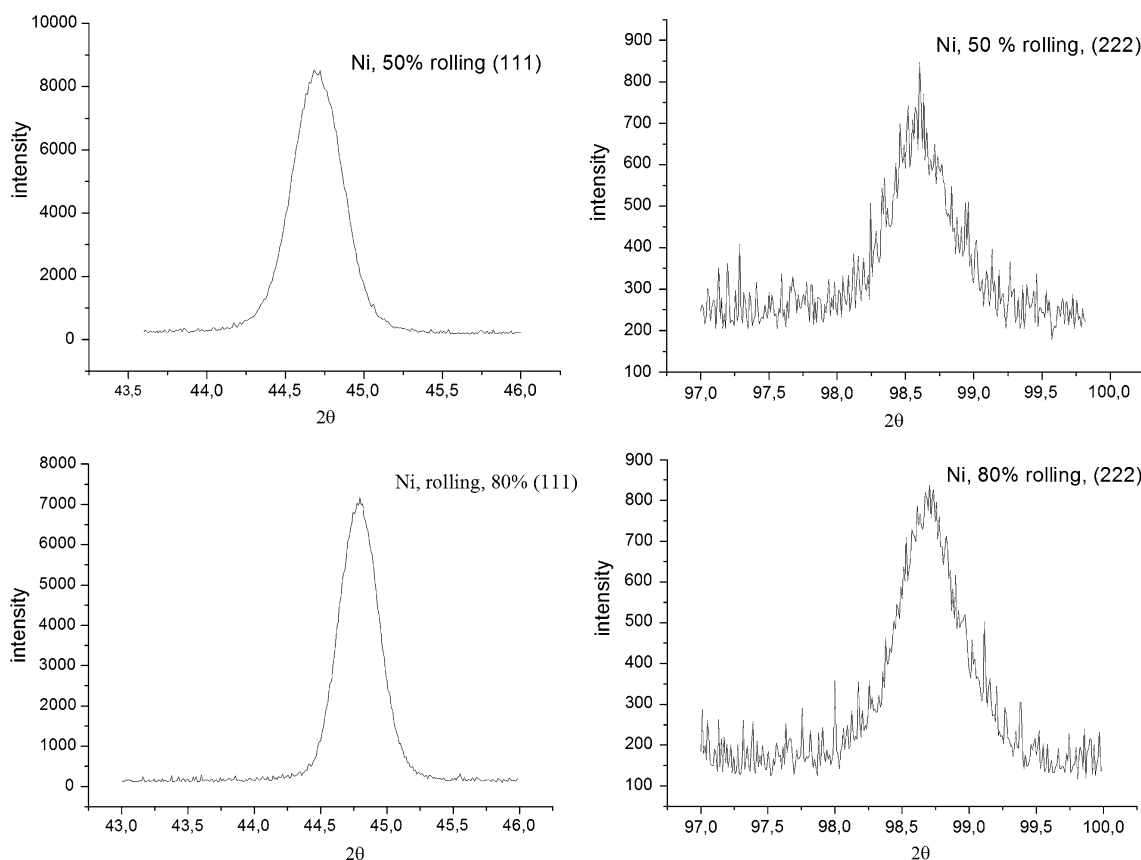 Ni, 50% rolling (111)
intensity
10000
8000
6000
4000
2000
0
43,5 44,0 44,5 45,0 45,5 46,0
2θ
Ni, 50 % rolling, (222)
intensity
900
800
700
600
500
400
300
200
100
97,0 97,5 98,0 98,5 99,0 99,5 100,0
2θ
Ni, rolling, 80% (111)
intensity
8000
7000
6000
5000
4000
3000
2000
1000
0
43,0 43,5 44,0 44,5 45,0 45,5 46,0
2θ
Ni, 80% rolling, (222)
intensity
900
800
700
600
500
400
300
200
100
97,0 97,5 98,0 98,5 99,0 99,5 100,0
2θ